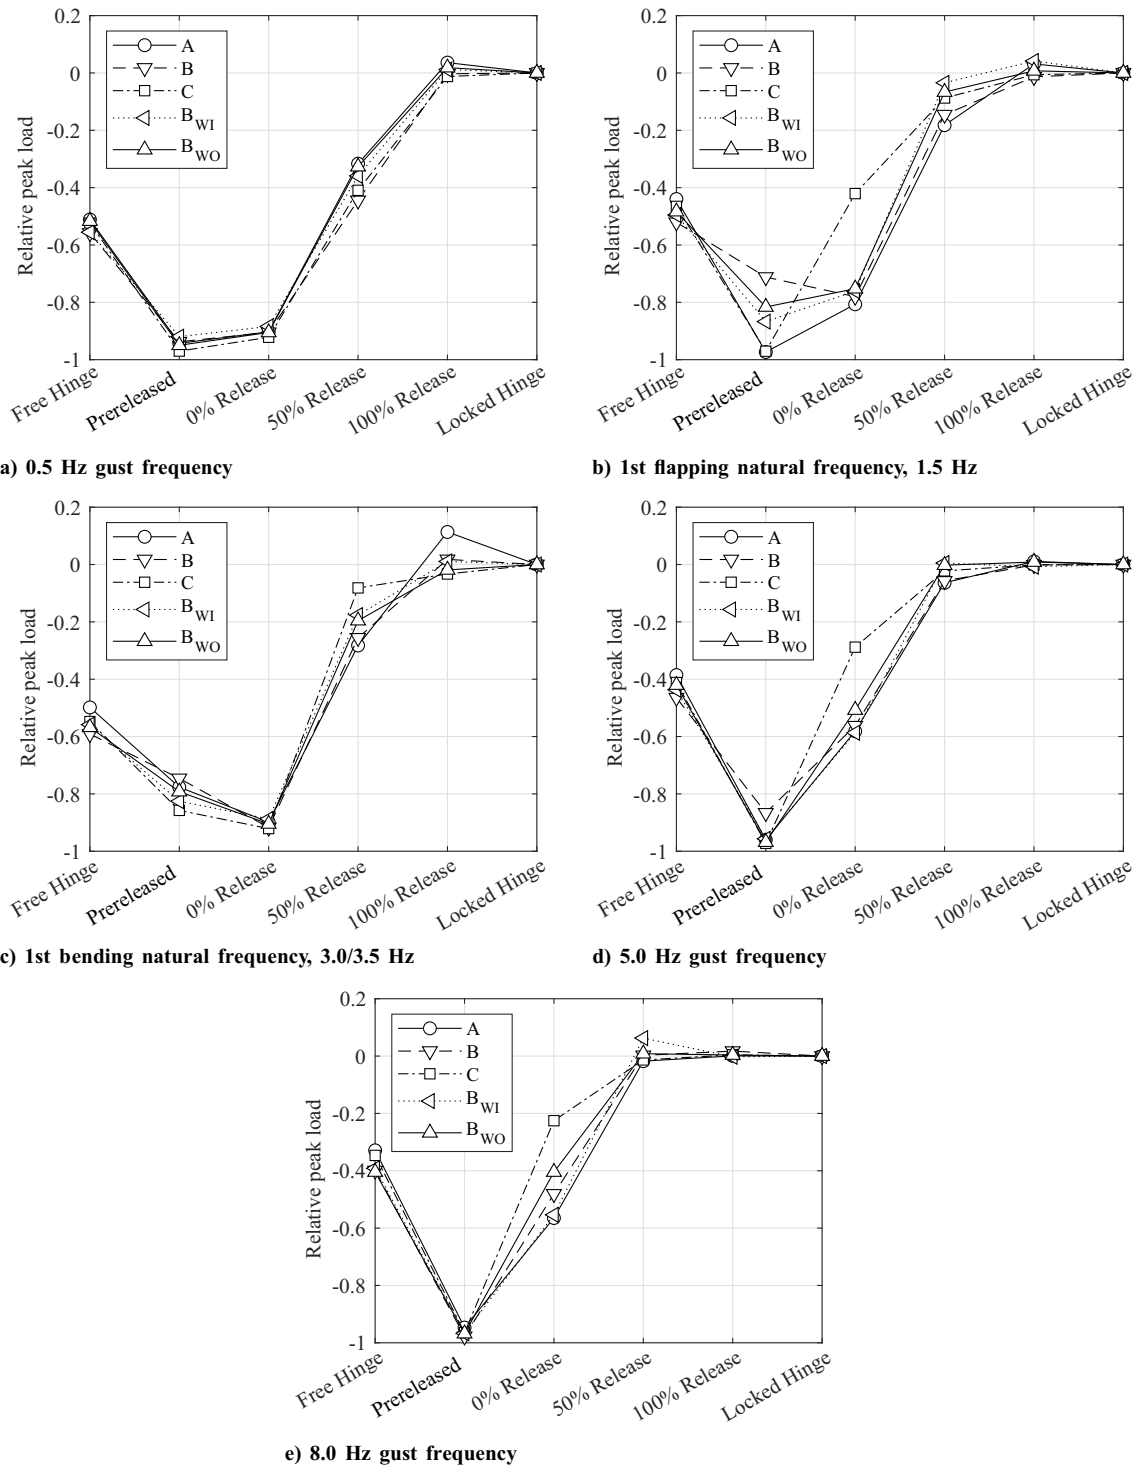 0.2
0
-0.2
-0.4
-0.6
-0.8
-1
Relative peak load
A
B
C
B_WI
B_WO
Free Hinge
Prereleased
0% Release
50% Release
100% Release
Locked Hinge
a) 0.5 Hz gust frequency
0.2
0
-0.2
-0.4
-0.6
-0.8
-1
Relative peak load
A
B
C
B_WI
B_WO
Free Hinge
Prereleased
0% Release
50% Release
100% Release
Locked Hinge
b) 1st flapping natural frequency, 1.5 Hz
0.2
0
-0.2
-0.4
-0.6
-0.8
-1
Relative peak load
A
B
C
B_WI
B_WO
Free Hinge
Prereleased
0% Release
50% Release
100% Release
Locked Hinge
c) 1st bending natural frequency, 3.0/3.5 Hz
0.2
0
-0.2
-0.4
-0.6
-0.8
-1
Relative peak load
A
B
C
B_WI
B_WO
Free Hinge
Prereleased
0% Release
50% Release
100% Release
Locked Hinge
d) 5.0 Hz gust frequency
0.2
0
-0.2
-0.4
-0.6
-0.8
-1
Relative peak load
A
B
C
B_WI
B_WO
Free Hinge
Prereleased
0% Release
50% Release
100% Release
Locked Hinge
e) 8.0 Hz gust frequency